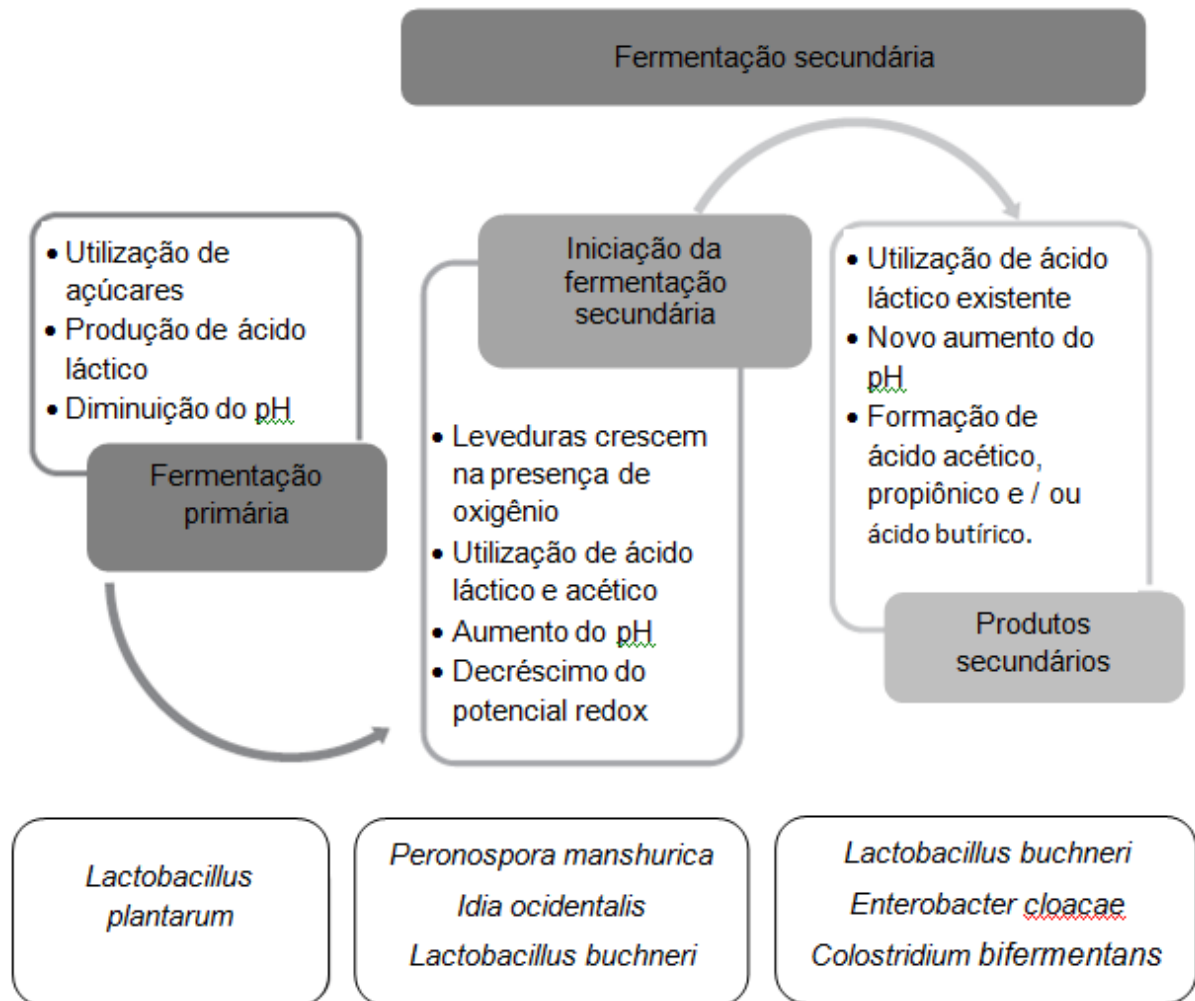 Fermentação secundária
• Utilização de
açúcares
• Produção de ácido
láctico
• Diminuição do pH
Fermentação
primária
Iniciação da
fermentação
secundária
• Leveduras crescem
na presença de
oxigênio
• Utilização de ácido
láctico e acético
• Aumento do pH
• Decréscimo do
potencial redox
• Utilização de ácido
láctico existente
• Novo aumento do
pH
• Formação de
ácido acético,
propiônico e / ou
ácido butírico.
Produtos
secundários
Lactobacillus
plantarum
Peronospora manshurica
Idia ocidentalis
Lactobacillus buchneri
Lactobacillus buchneri
Enterobacter cloacae
Colostridium bifermentans